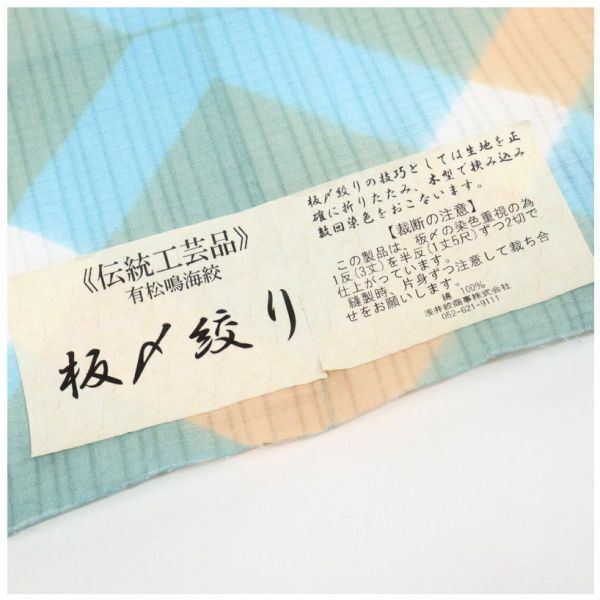 《伝統工芸品》
有松鳴海絞
板〆絞り
板〆絞りの技巧としては生地を正
確に折りたたみ、木型で挟み込み
数回染色をおこないます。
【裁断の注意】
この製品は、板〆の染色重視の為
1反(3丈)を半反(1丈5尺)ずつ2切で
仕上がっています。
縫製時、片身ずつ注意して裁ち合
せをお願いします。
綿 100%
浅井絞商事株式会社
052-621-9111